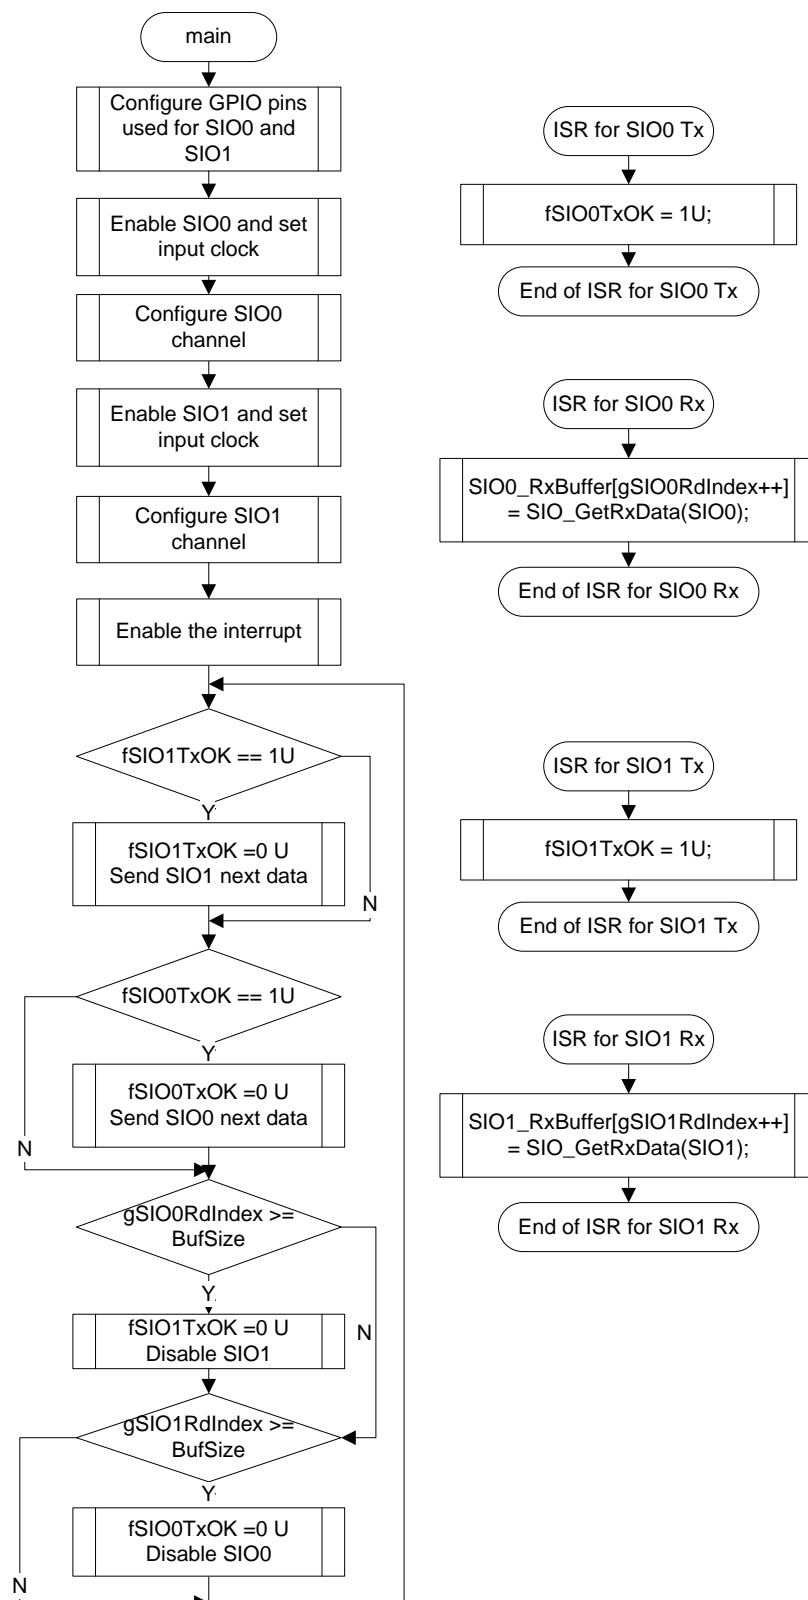 main
Configure GPIO pins
used for SIO0 and
SIO1
Enable SIO0 and set
input clock
Configure SIO0
channel
Enable SIO1 and set
input clock
Configure SIO1
channel
Enable the interrupt
fSIO1TxOK == 1U
Y
fSIO1TxOK =0 U
Send SIO1 next data
N
fSIO0TxOK == 1U
Y
fSIO0TxOK =0 U
Send SIO0 next data
N
gSIO0RdIndex >=
BufSize
Y
fSIO1TxOK =0 U
Disable SIO1
N
gSIO1RdIndex >=
BufSize
Y
fSIO0TxOK =0 U
Disable SIO0
N
ISR for SIO0 Tx
fSIO0TxOK = 1U;
End of ISR for SIO0 Tx
ISR for SIO0 Rx
SIO0_RxBuffer[gSIO0RdIndex++]
= SIO_GetRxData(SIO0);
End of ISR for SIO0 Rx
ISR for SIO1 Tx
fSIO1TxOK = 1U;
End of ISR for SIO1 Tx
ISR for SIO1 Rx
SIO1_RxBuffer[gSIO1RdIndex++]
= SIO_GetRxData(SIO1);
End of ISR for SIO1 Rx